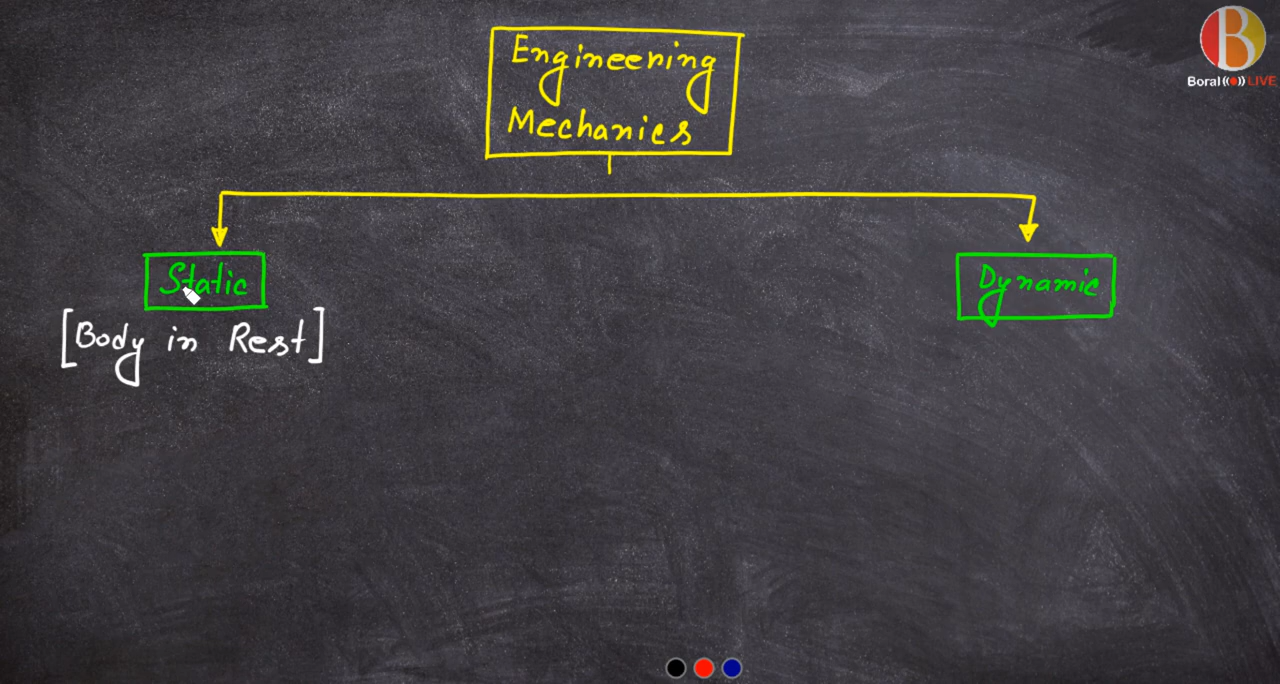 Engineering
Mechanics
Boral((●))LIVE
Static
Dynamic
[Body in Rest]